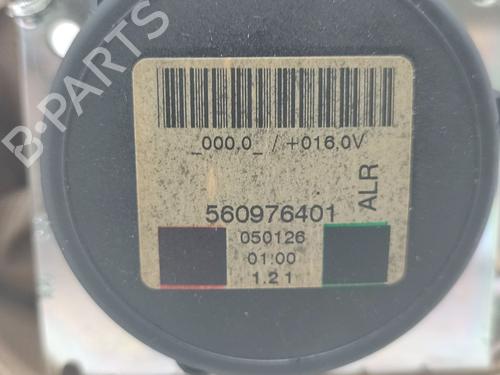 B-PARTS
_000.0_ / +016.0V
560976401
ALR
050126
01:00
1.2 1